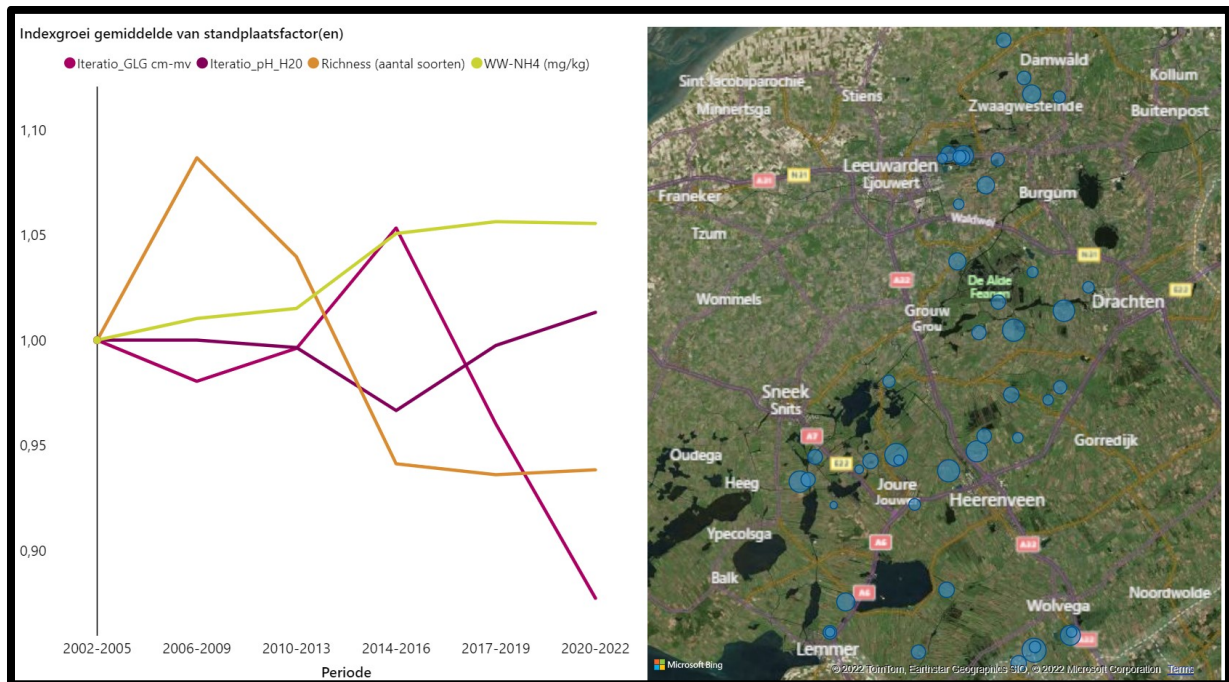 Indexgroei gemiddelde van standplaatsfactor(en)
Iteratio_GLG cm-mv Iteratio_pH_H20 Richness (aantal soorten) WW-NH4 (mg/kg)
1,10
1,05
1,00
0,95
0,90
2002-2005 2006-2009 2010-2013 2014-2016 2017-2019 2020-2022
Periode
Damwâld
Sint Jacobiparochie
Kollum
Stiens
Minnertsga
Zwaagwesteinde
Buitenpost
Leeuwarden
Ljouwert
N31
A31
Franeker
Burgum
Waldwei
Tzum
N31
A32
De Alde
Feanen
E22
Wommels
Drachten
Grouw
Grou
Sneek
Snits
A7
Gorredijk
Oudega
E22
Heeg
Joure
Jouwe
Heerenveen
Ypecolsga
A6
A32
Balk
A6
Noordwolde
Wolvega
A32
Lemmer
Microsoft Bing
© 2022 TomTom, Earthstar Geographics SIO, © 2022 Microsoft Corporation Terms